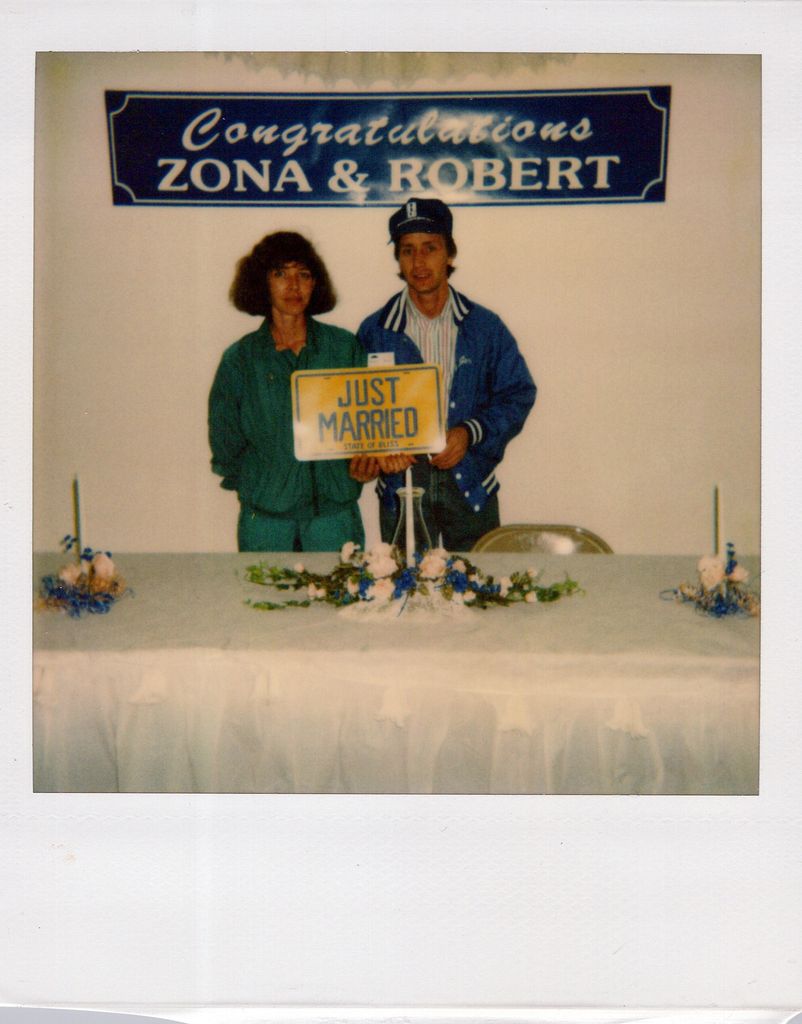 Congratulations
ZONA & ROBERT
JUST
MARRIED
STATE OF BLISS